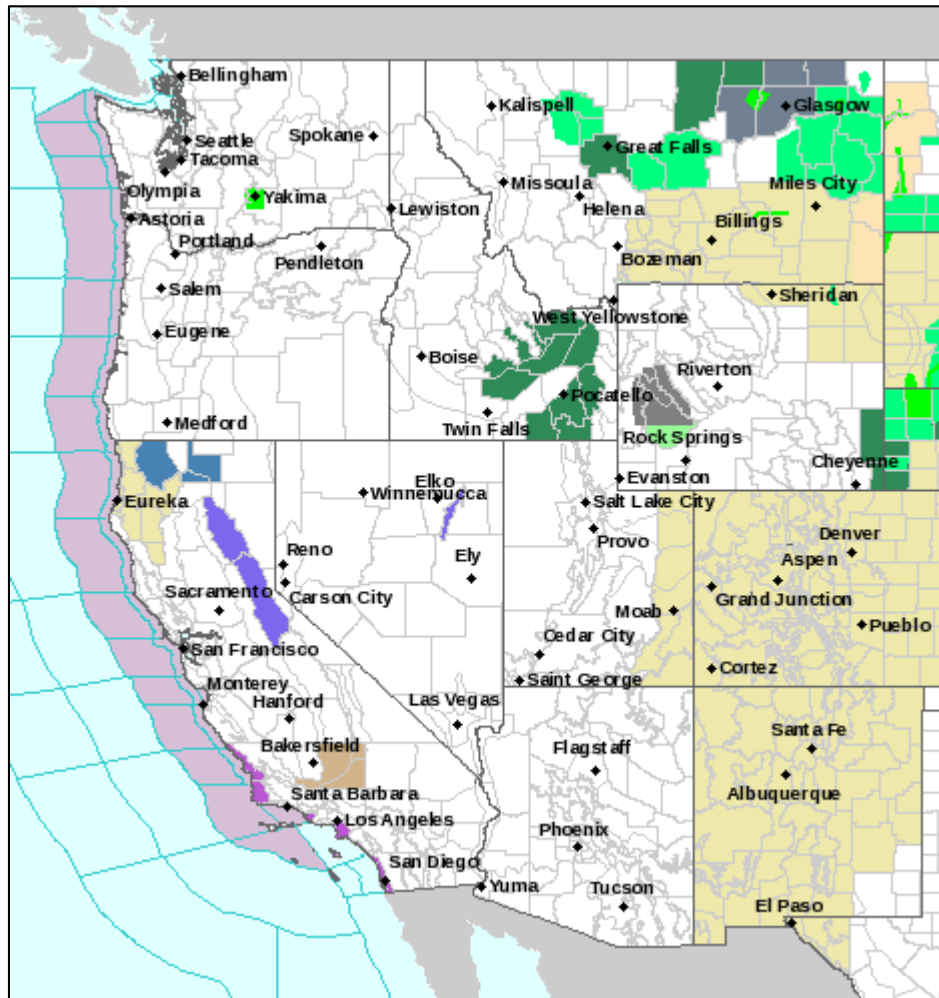 Bellingham
Kalispell
Glasgow
Spokane
Seattle
Great Falls
Tacoma
Olympia
Missoula
Miles City
Yakima
Lewiston
Helena
Astoria
Billings
Portland
Pendleton
Bozeman
Salem
Sheridan
West Yellowstone
Eugene
Boise
Riverton
Pocatello
Medford
Twin Falls
Rock Springs
Cheyenne
Elko
Evanston
Winnemucca
Eureka
Salt Lake City
Denver
Provo
Reno
Ely
Aspen
Sacramento
Carson City
Grand Junction
Moab
Pueblo
Cedar City
San Francisco
Cortez
Saint George
Monterey
Las Vegas
Hanford
Santa Fe
Bakersfield
Flagstaff
Albuquerque
Santa Barbara
Los Angeles
Phoenix
San Diego
Yuma
Tucson
El Paso